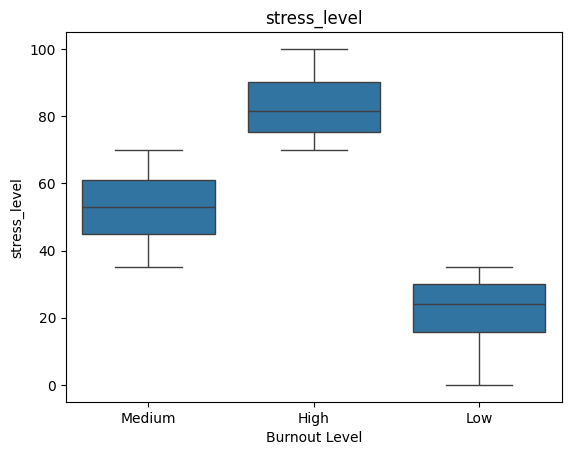 stress_level
100
80
60
40
20
0
stress_level
Medium
High
Low
Burnout Level